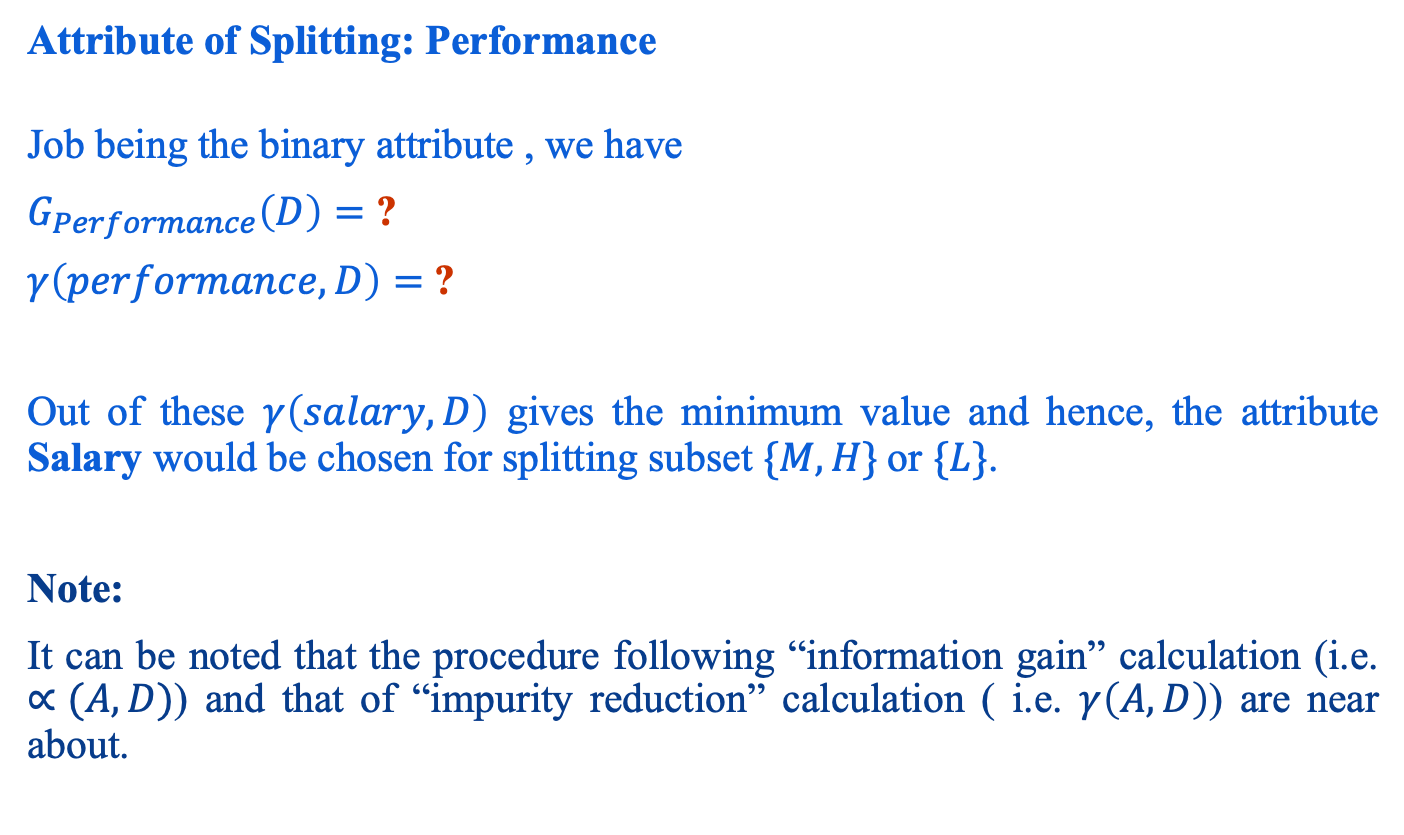 Attribute of Splitting: Performance
Job being the binary attribute , we have
𝐺𝑃𝑒𝑟𝑓𝑜𝑟𝑚𝑎𝑛𝑐𝑒(𝐷) = ?
𝛾(𝑝𝑒𝑟𝑓𝑜𝑟𝑚𝑎𝑛𝑐𝑒, 𝐷) = ?
Out of these 𝛾(𝑠𝑎𝑙𝑎𝑟𝑦, 𝐷) gives the minimum value and hence, the attribute
Salary would be chosen for splitting subset {𝑀, 𝐻} or {𝐿}.
Note:
It can be noted that the procedure following “information gain” calculation (i.e.
∝ (𝐴, 𝐷)) and that of “impurity reduction” calculation ( i.e. 𝛾(𝐴, 𝐷)) are near
about.